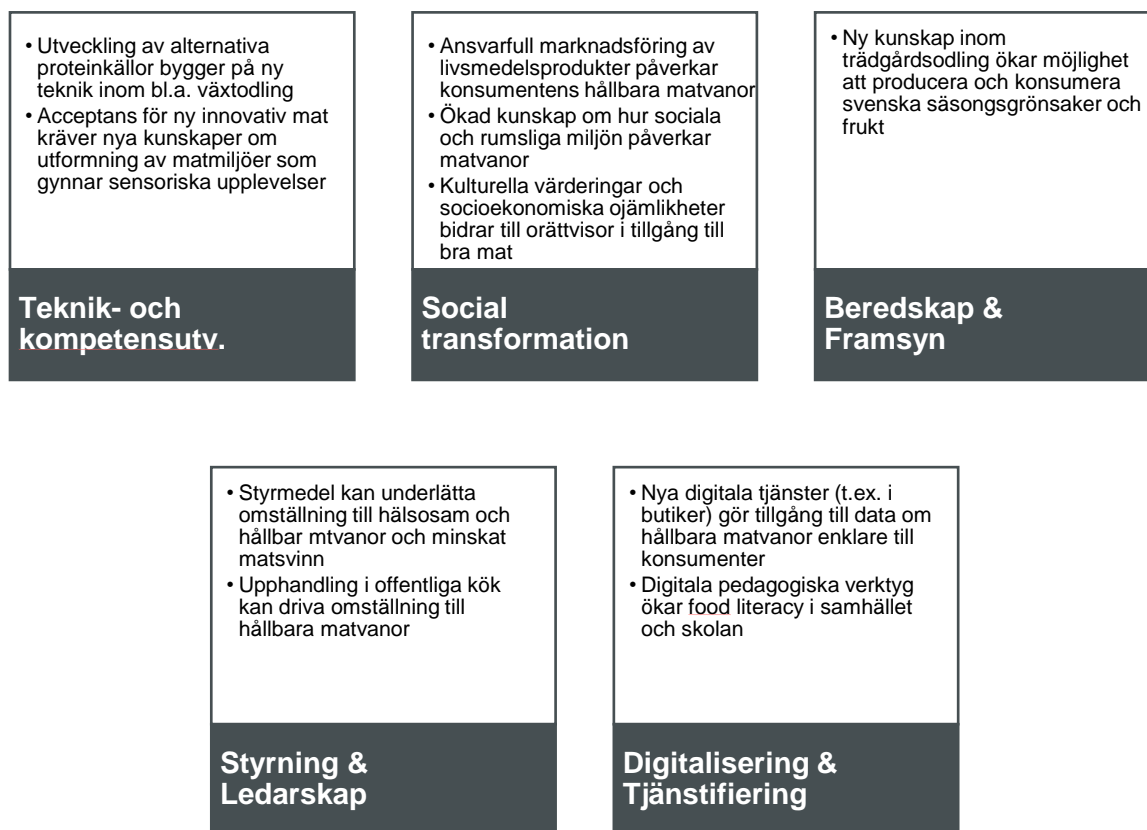 • Utveckling av alternativa
proteinkällor bygger på ny
teknik inom bl.a. växtodling
• Acceptans för ny innovativ mat
kräver nya kunskaper om
utformning av matmiljöer som
gynnar sensoriska upplevelser
Teknik- och
kompetensutv.
• Ansvarfull marknadsföring av
livsmedelsprodukter påverkar
konsumentens hållbara matvanor
• Ökad kunskap om hur sociala
och rumsliga miljön påverkar
matvanor
• Kulturella värderingar och
socioekonomiska ojämlikheter
bidrar till orättvisor i tillgång till
bra mat
Social
transformation
• Ny kunskap inom
trädgårdsodling ökar möjlighet
att producera och konsumera
svenska säsongsgrönsaker och
frukt
Beredskap &
Framsyn
• Styrmedel kan underlätta
omställning till hälsosam och
hållbar mtvanor och minskat
matsvinn
• Upphandling i offentliga kök
kan driva omställning till
hållbara matvanor
Styrning &
Ledarskap
• Nya digitala tjänster (t.ex. i
butiker) gör tillgång till data om
hållbara matvanor enklare till
konsumenter
• Digitala pedagogiska verktyg
ökar food literacy i samhället
och skolan
Digitalisering &
Tjänstifiering